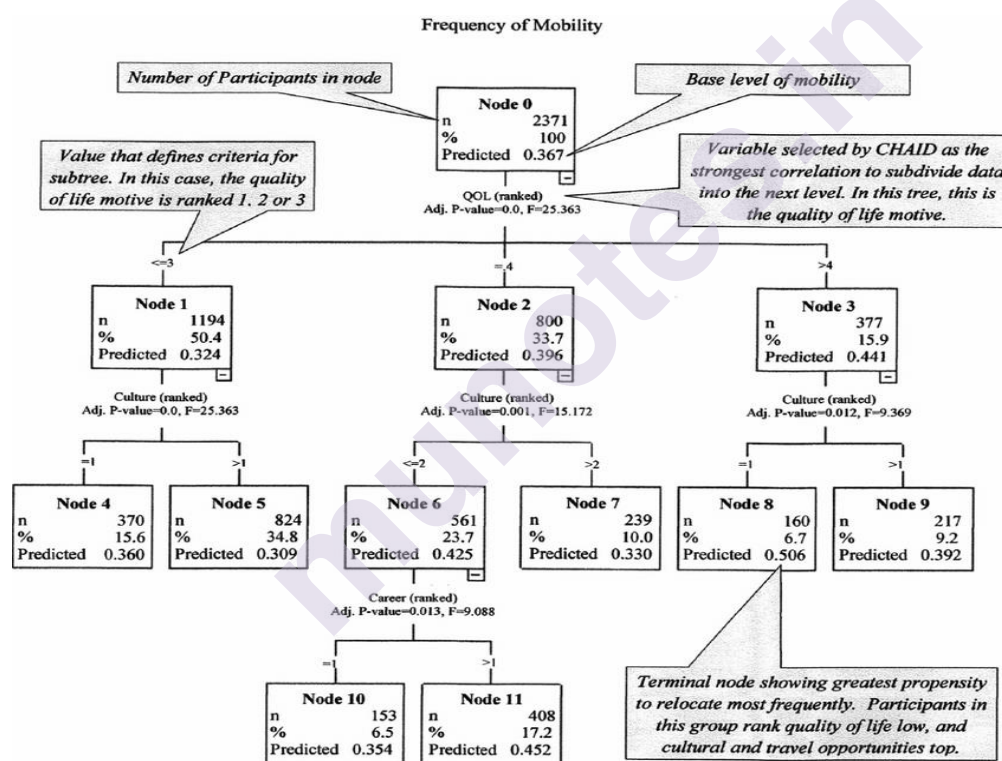 Frequency of Mobility
Number of Participants in node
Base level of mobility
Node 0
n 2371
% 100
Predicted 0.367
Value that defines criteria for
subtree. In this case, the quality
of life motive is ranked 1, 2 or 3
Variable selected by CHAID as the
strongest correlation to subdivide data
into the next level. In this tree, this is
the quality of life motive.
QOL (ranked)
Adj. P-value=0.0, F=25.363
<=3
=4
>4
Node 1
n 1194
% 50.4
Predicted 0.324
Node 2
n 800
% 33.7
Predicted 0.396
Node 3
n 377
% 15.9
Predicted 0.441
Culture (ranked)
Adj. P-value=0.0, F=25.363
Culture (ranked)
Adj. P-value=0.001, F=15.172
Culture (ranked)
Adj. P-value=0.012, F=9.369
=1
>1
<=2
>2
=1
>1
Node 4
n 370
% 15.6
Predicted 0.360
Node 5
n 824
% 34.8
Predicted 0.309
Node 6
n 561
% 23.7
Predicted 0.425
Node 7
n 239
% 10.0
Predicted 0.330
Node 8
n 160
% 6.7
Predicted 0.506
Node 9
n 217
% 9.2
Predicted 0.392
Career (ranked)
Adj. P-value=0.013, F=9.088
=1
>1
Node 10
n 153
% 6.5
Predicted 0.354
Node 11
n 408
% 17.2
Predicted 0.452
Terminal node showing greatest propensity
to relocate most frequently. Participants in
this group rank quality of life low, and
cultural and travel opportunities top.
munotes.in